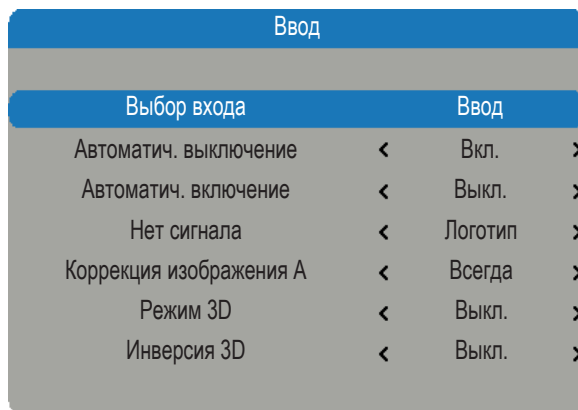 Ввод
Выбор входа Ввод
Автоматич. выключение Вкл.
Автоматич. включение Выкл.
Нет сигнала Логотип
Коррекция изображения А Всегда
Режим 3D Выкл.
Инверсия 3D Выкл.